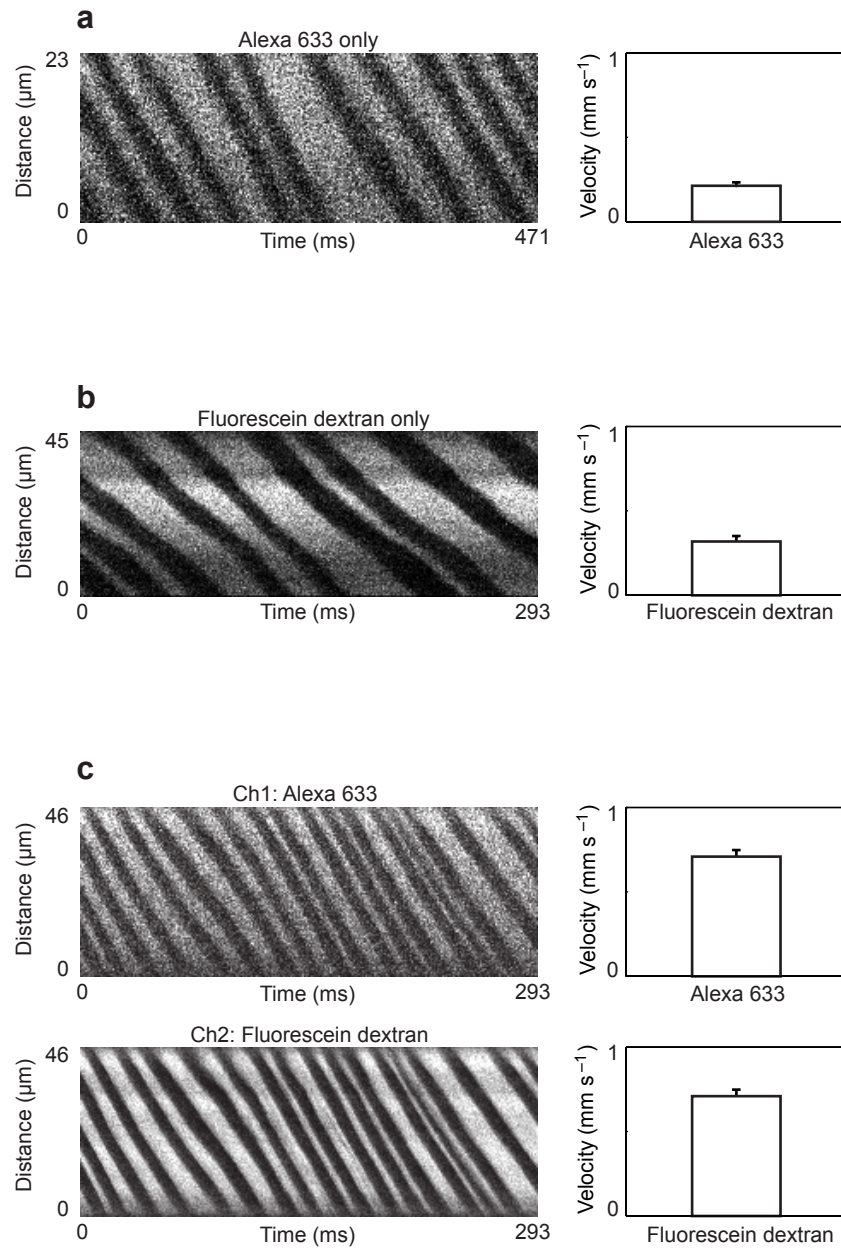 a
Alexa 633 only
23
Distance (µm)
0
0
Time (ms)
471
1
Velocity (mm s⁻¹)
0
Alexa 633
b
Fluorescein dextran only
45
Distance (µm)
0
0
Time (ms)
293
1
Velocity (mm s⁻¹)
0
Fluorescein dextran
c
Ch1: Alexa 633
46
Distance (µm)
0
0
Time (ms)
293
1
Velocity (mm s⁻¹)
0
Alexa 633
Ch2: Fluorescein dextran
46
Distance (µm)
0
0
Time (ms)
293
1
Velocity (mm s⁻¹)
0
Fluorescein dextran